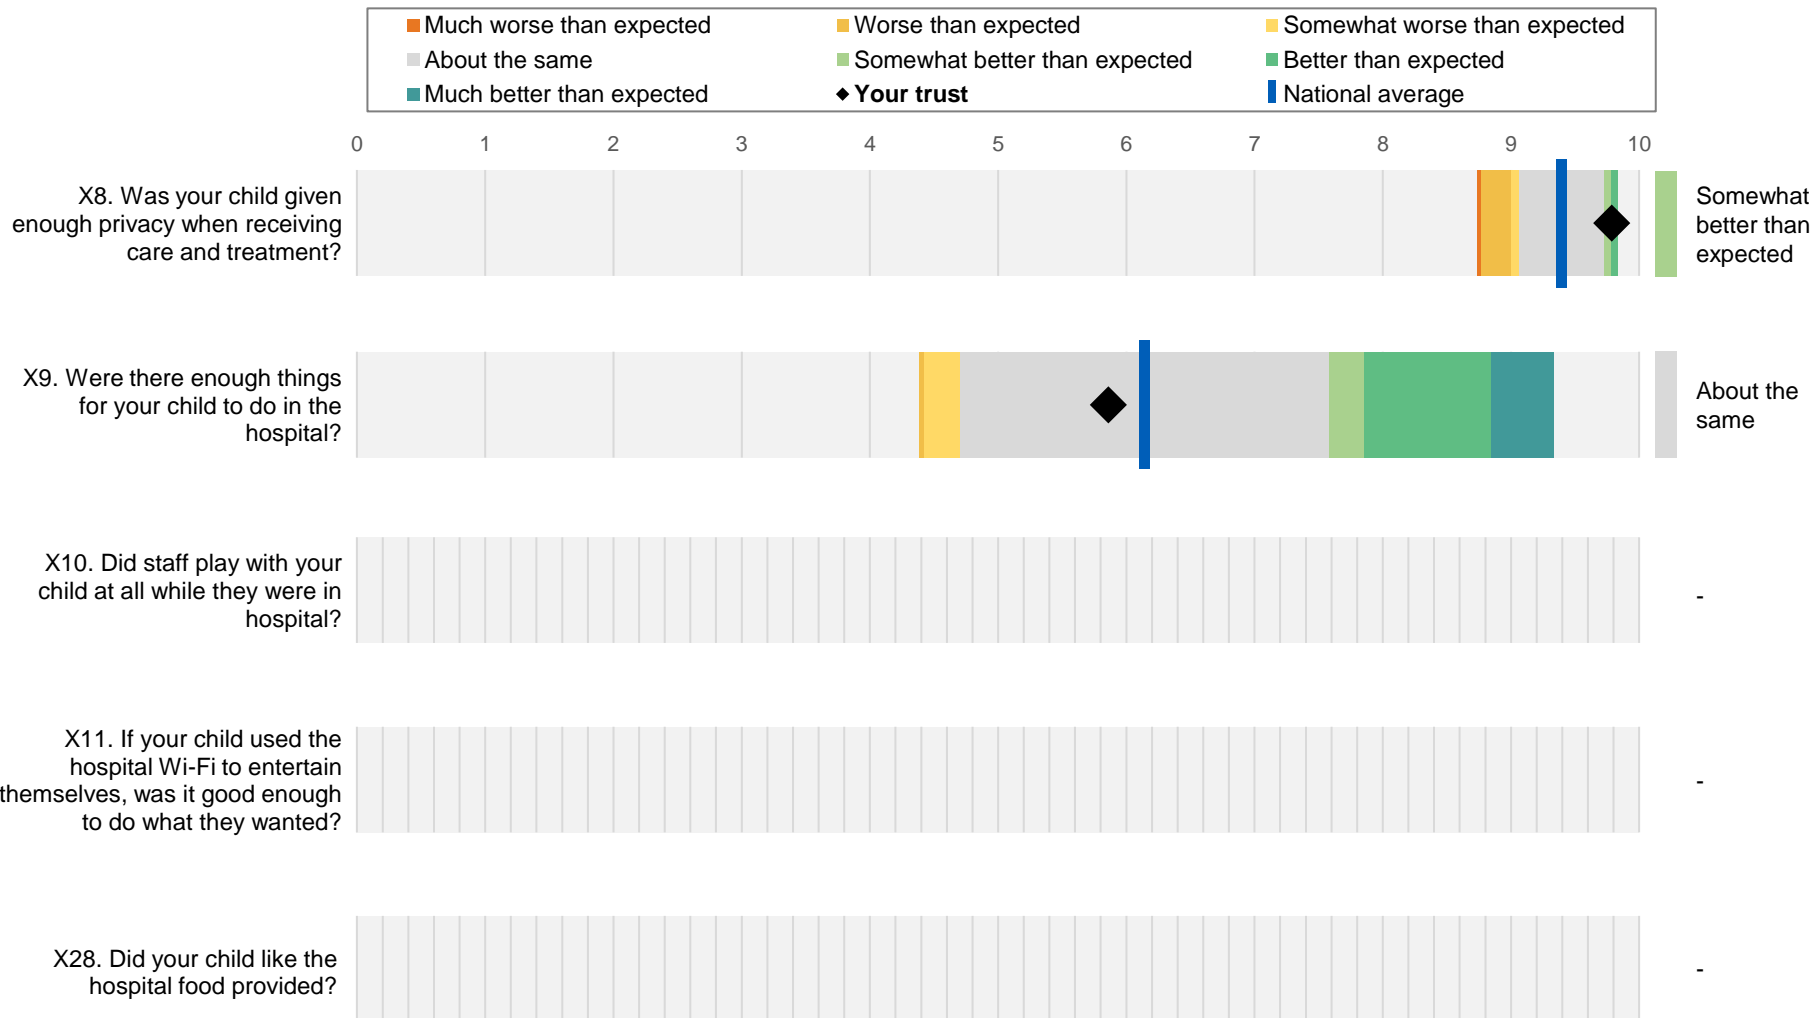 Much worse than expected
Worse than expected
Somewhat worse than expected
About the same
Somewhat better than expected
Better than expected
Much better than expected
Your trust
National average
0 1 2 3 4 5 6 7 8 9 10
X8. Was your child given
enough privacy when receiving
care and treatment?
Somewhat
better than
expected
X9. Were there enough things
for your child to do in the
hospital?
About the
same
X10. Did staff play with your
child at all while they were in
hospital?
-
X11. If your child used the
hospital Wi-Fi to entertain
themselves, was it good enough
to do what they wanted?
-
X28. Did your child like the
hospital food provided?
-